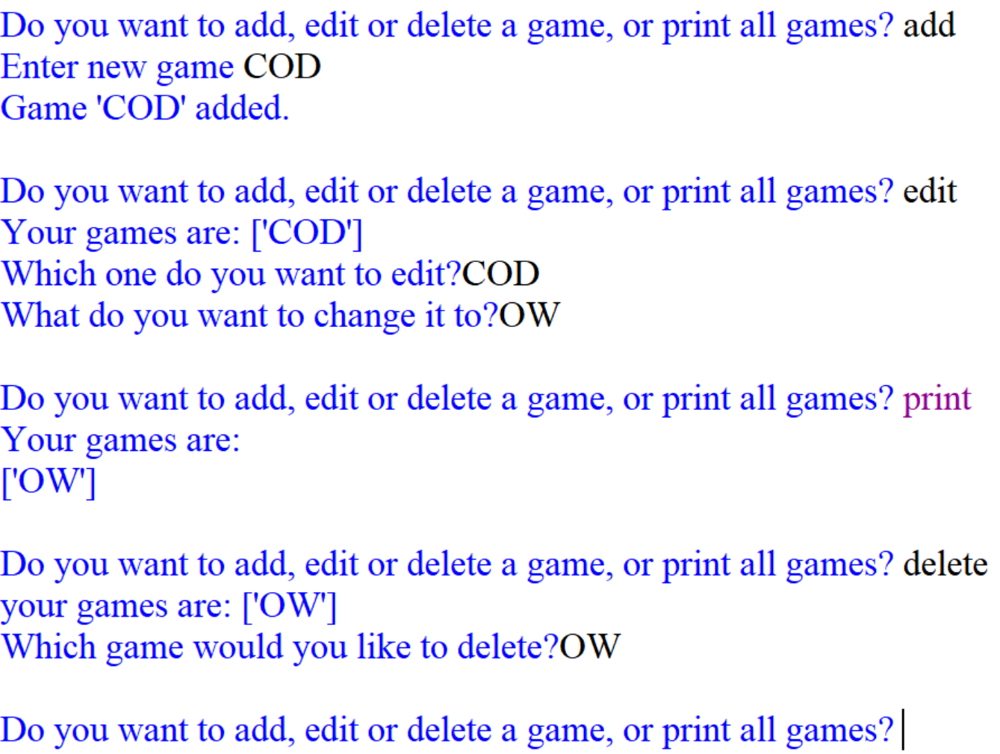 Do you want to add, edit or delete a game, or print all games? add
Enter new game COD
Game 'COD' added.
Do you want to add, edit or delete a game, or print all games? edit
Your games are: ['COD']
Which one do you want to edit?COD
What do you want to change it to?OW
Do you want to add, edit or delete a game, or print all games? print
Your games are:
['OW']
Do you want to add, edit or delete a game, or print all games? delete
your games are: ['OW']
Which game would you like to delete?OW
Do you want to add, edit or delete a game, or print all games?